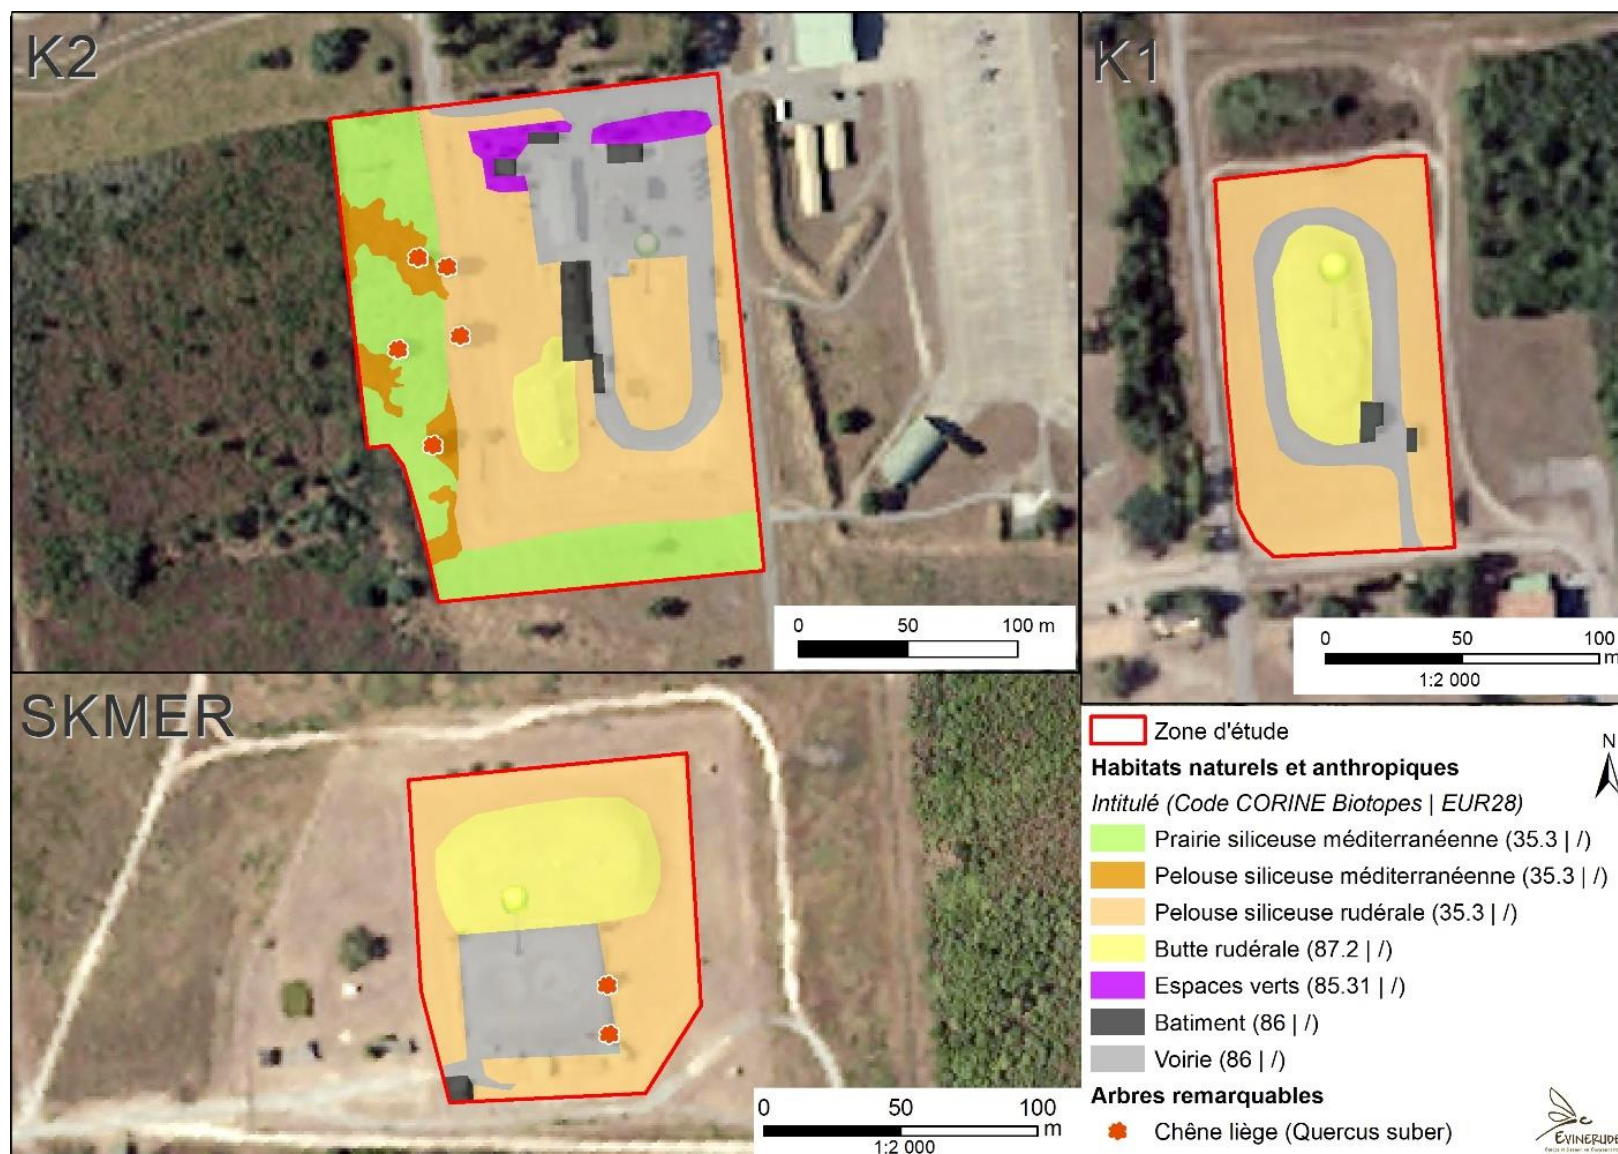 K2
K1
0 50 100 m
0 50 100
m
1:2 000
SKMER
0 50 100
m
1:2 000
Zone d'étude
N
Habitats naturels et anthropiques
Intitulé (Code CORINE Biotopes | EUR28)
Prairie siliceuse méditerranéenne (35.3 | /)
Pelouse siliceuse méditerranéenne (35.3 | /)
Pelouse siliceuse rudérale (35.3 | /)
Butte rudérale (87.2 | /)
Espaces verts (85.31 | /)
Batiment (86 | /)
Voirie (86 | /)
Arbres remarquables
Chêne liège (Quercus suber)
EVINERUDE